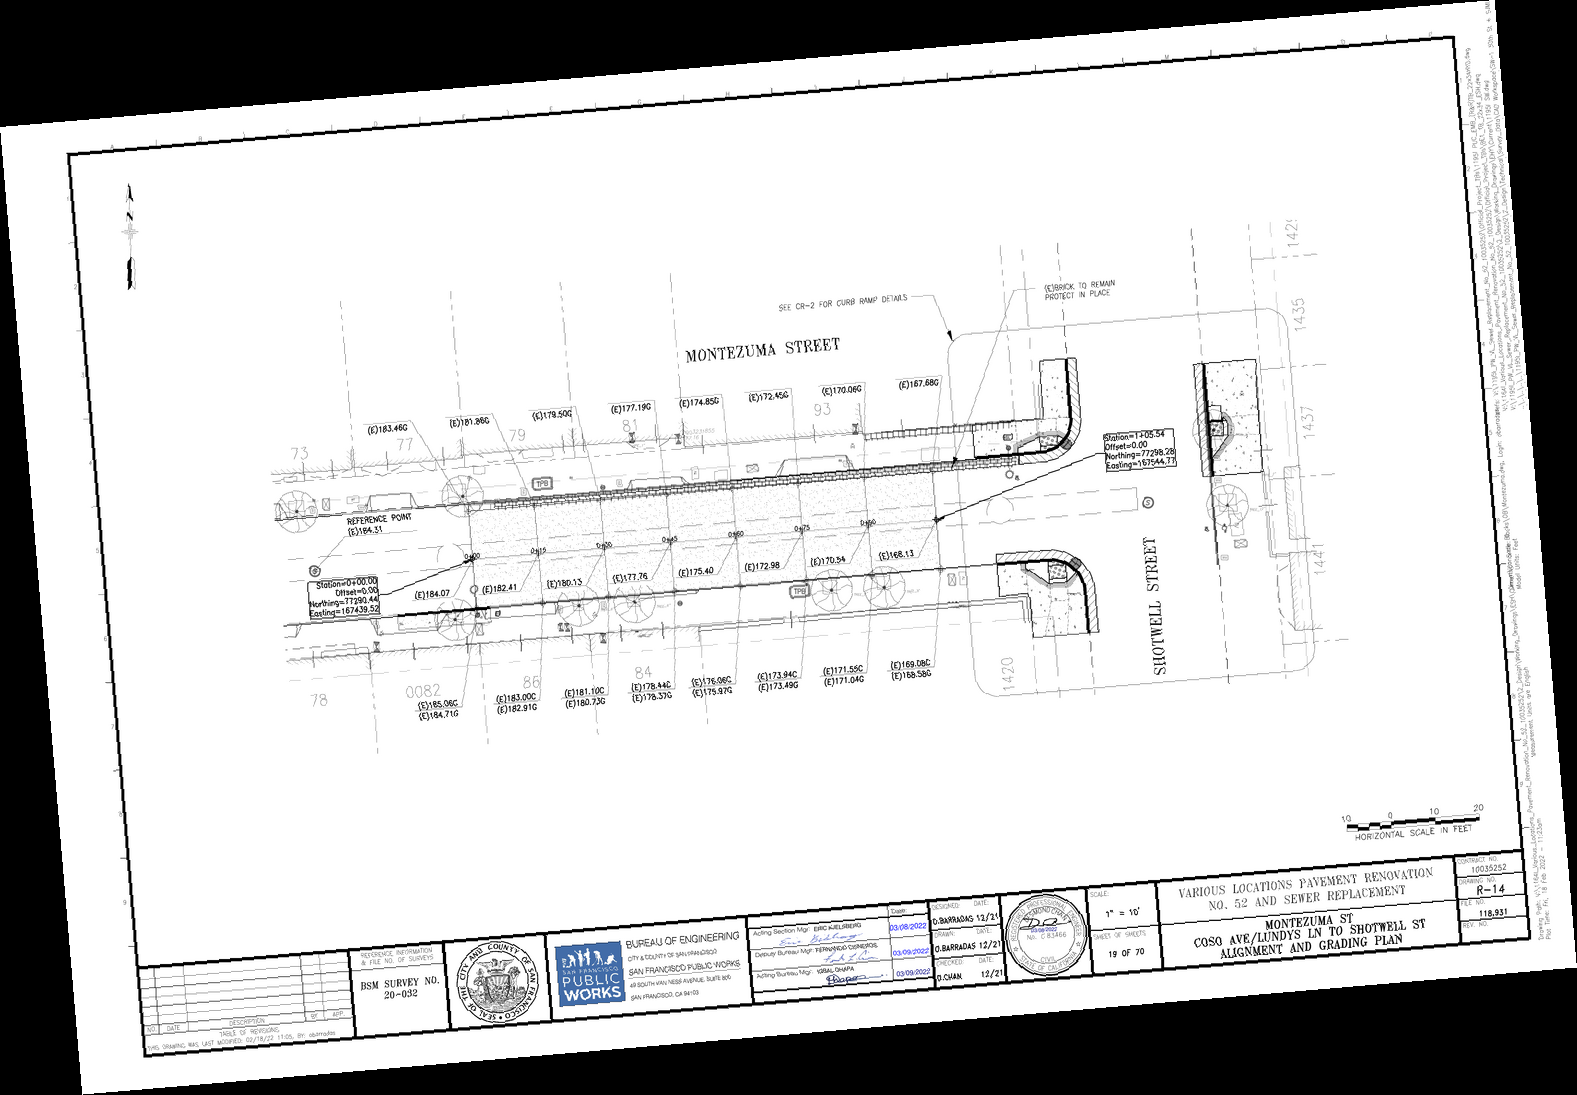 SEE CR-2 FOR CURB RAMP DETAILS
(E)BRICK TO REMAIN
PROTECT IN PLACE
MONTEZUMA STREET
SHOTWELL STREET
1435
1437
1441
1420
73
77
79
81
93
78
0082
86
84
(E)183.46G
(E)181.86G
(E)179.50G
(E)177.19G
(E)174.85G
(E)172.45G
(E)170.06G
(E)167.68G
TPB
REFERENCE POINT
(E)184.31
Station=1+05.54
Offset=0.00
Northing=77298.28
Easting=167544.77
Station=0+00.00
Offset=0.00
Northing=77290.44
Easting=167439.52
0+00
0+15
0+30
0+45
0+60
0+75
0+90
(E)184.07
(E)182.41
(E)180.13
(E)177.76
(E)175.40
(E)172.98
(E)170.54
(E)168.13
TPB
(E)185.06C
(E)184.71G
(E)183.00C
(E)182.91G
(E)181.10C
(E)180.73G
(E)178.44C
(E)178.37G
(E)176.06C
(E)175.97G
(E)173.94C
(E)173.49G
(E)171.55C
(E)171.04G
(E)169.08C
(E)168.58G
10 0 10 20
HORIZONTAL SCALE IN FEET
NO. DATE DESCRIPTION BY APP.
TABLE OF REVISIONS
THIS DRAWING WAS LAST MODIFIED: 02/18/22 11:05, BY: obarradas
REFERENCE INFORMATION
& FILE NO. OF SURVEYS
BSM SURVEY NO.
20-032
SEAL OF THE CITY AND COUNTY OF SAN FRANCISCO
SAN FRANCISCO
PUBLIC
WORKS
BUREAU OF ENGINEERING
CITY & COUNTY OF SAN FRANCISCO
SAN FRANCISCO PUBLIC WORKS
49 SOUTH VAN NESS AVENUE, SUITE 800
SAN FRANCISCO, CA 94103
Date:
Acting Section Mgr: ERIC KJELSBERG
03/08/2022
Deputy Bureau Mgr: FERNANDO CISNEROS
03/09/2022
Acting Bureau Mgr: IQBAL DHAPA
03/09/2022
DESIGNED: DATE:
O.BARRADAS 12/21
DRAWN: DATE:
O.BARRADAS 12/21
CHECKED: DATE:
D.CHAN 12/21
03/08/2022
No. C 83466
CIVIL
STATE OF CALIFORNIA
SCALE:
1" = 10'
SHEET OF SHEETS
19 OF 70
VARIOUS LOCATIONS PAVEMENT RENOVATION
NO. 52 AND SEWER REPLACEMENT
MONTEZUMA ST
COSO AVE/LUNDYS LN TO SHOTWELL ST
ALIGNMENT AND GRADING PLAN
CONTRACT NO.
10035252
DRAWING NO.
R-14
FILE NO.
118,931
REV. NO.